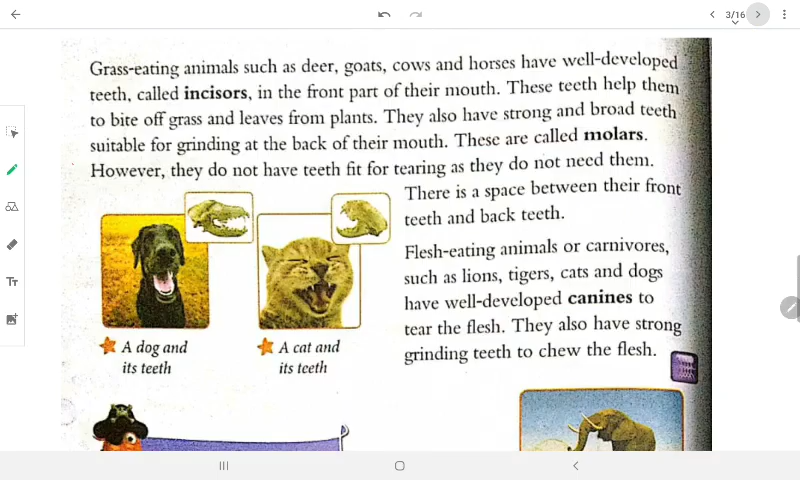 3/16
Grass-eating animals such as deer, goats, cows and horses have well-developed
teeth, called incisors, in the front part of their mouth. These teeth help them
to bite off grass and leaves from plants. They also have strong and broad teeth
suitable for grinding at the back of their mouth. These are called molars.
However, they do not have teeth fit for tearing as they do not need them.
There is a space between their front
teeth and back teeth.
Flesh-eating animals or carnivores,
such as lions, tigers, cats and dogs
have well-developed canines to
tear the flesh. They also have strong
grinding teeth to chew the flesh.
A dog and
its teeth
A cat and
its teeth
Tт